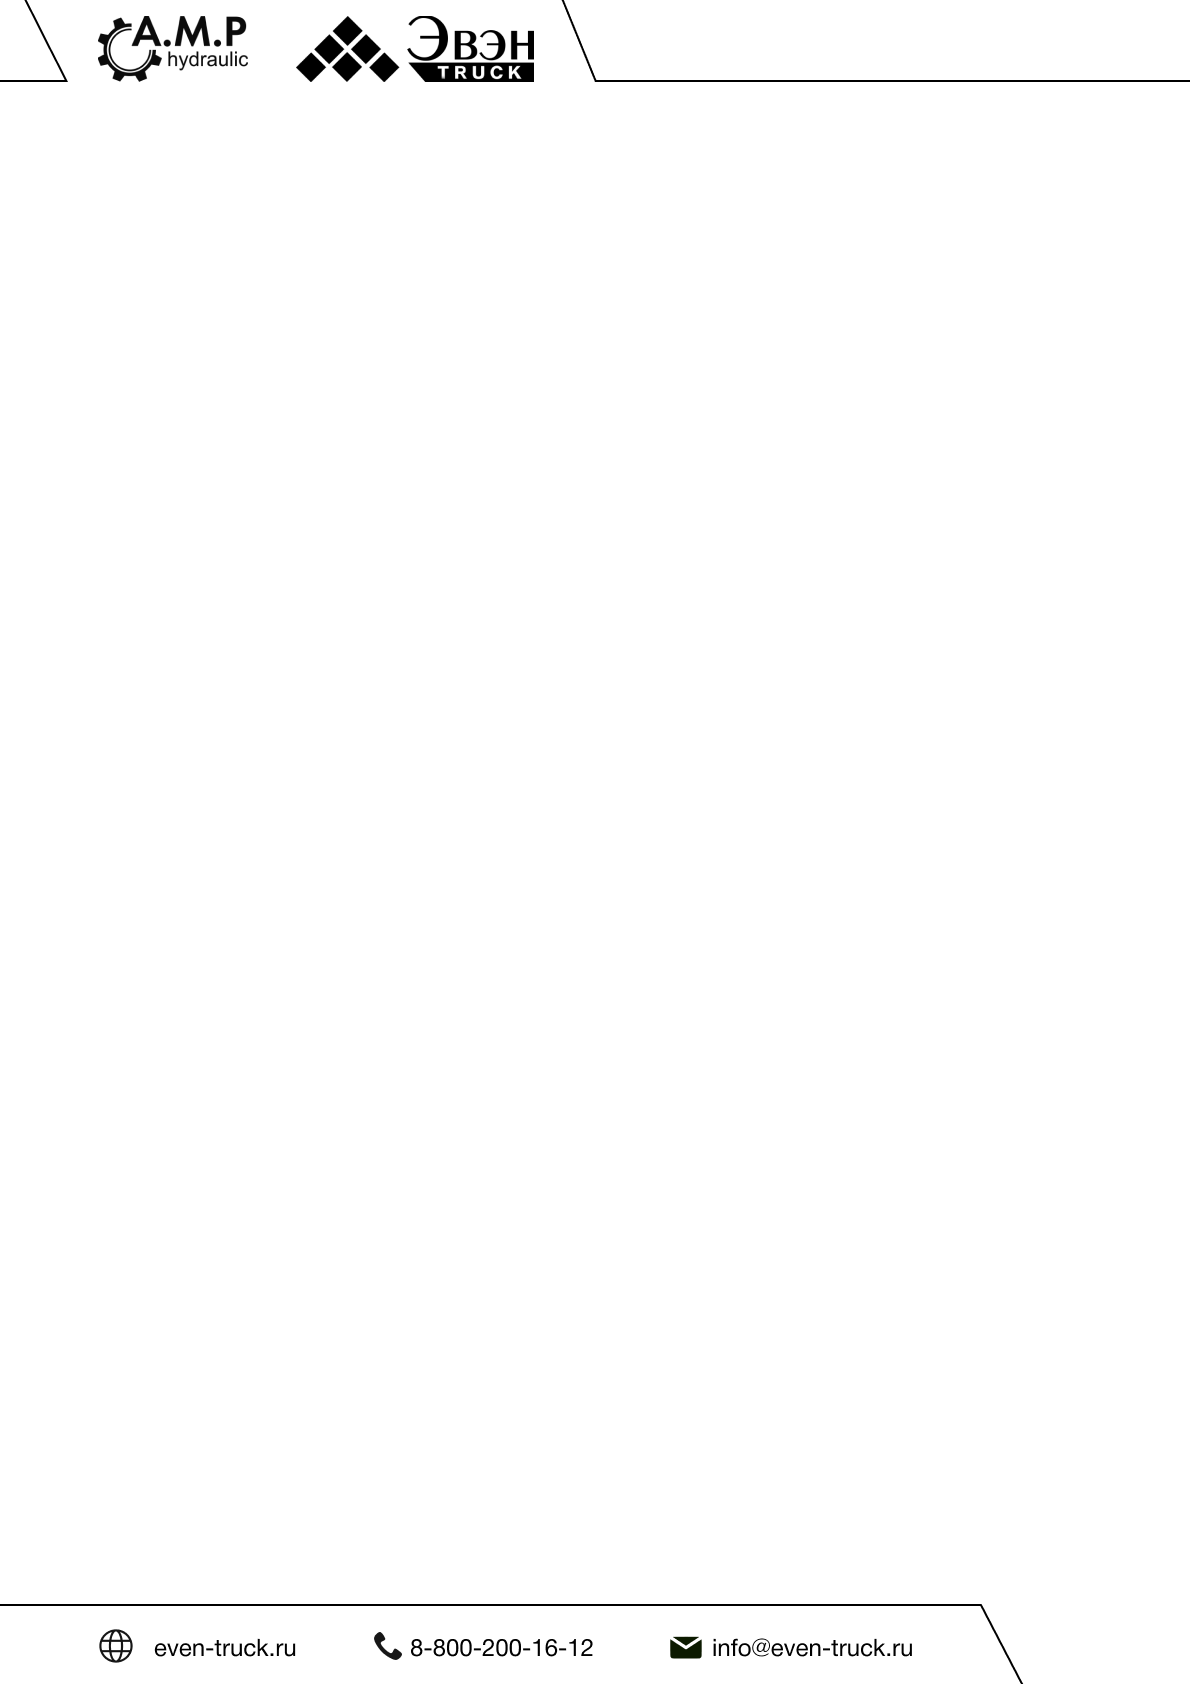 A.M.P
hydraulic
Эвэн
TRUCK
even-truck.ru
8-800-200-16-12
info@even-truck.ru